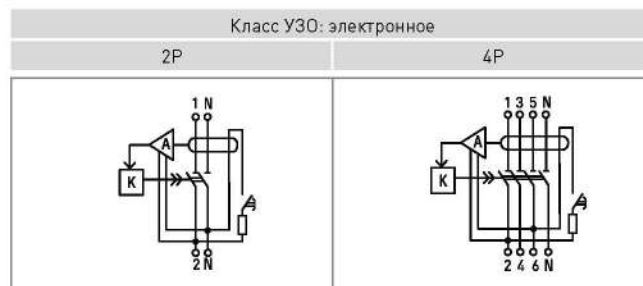 Класс УЗО: электронное
2P 4P
1 N 1 3 5 N
A A
K K
2 N 2 4 6 N